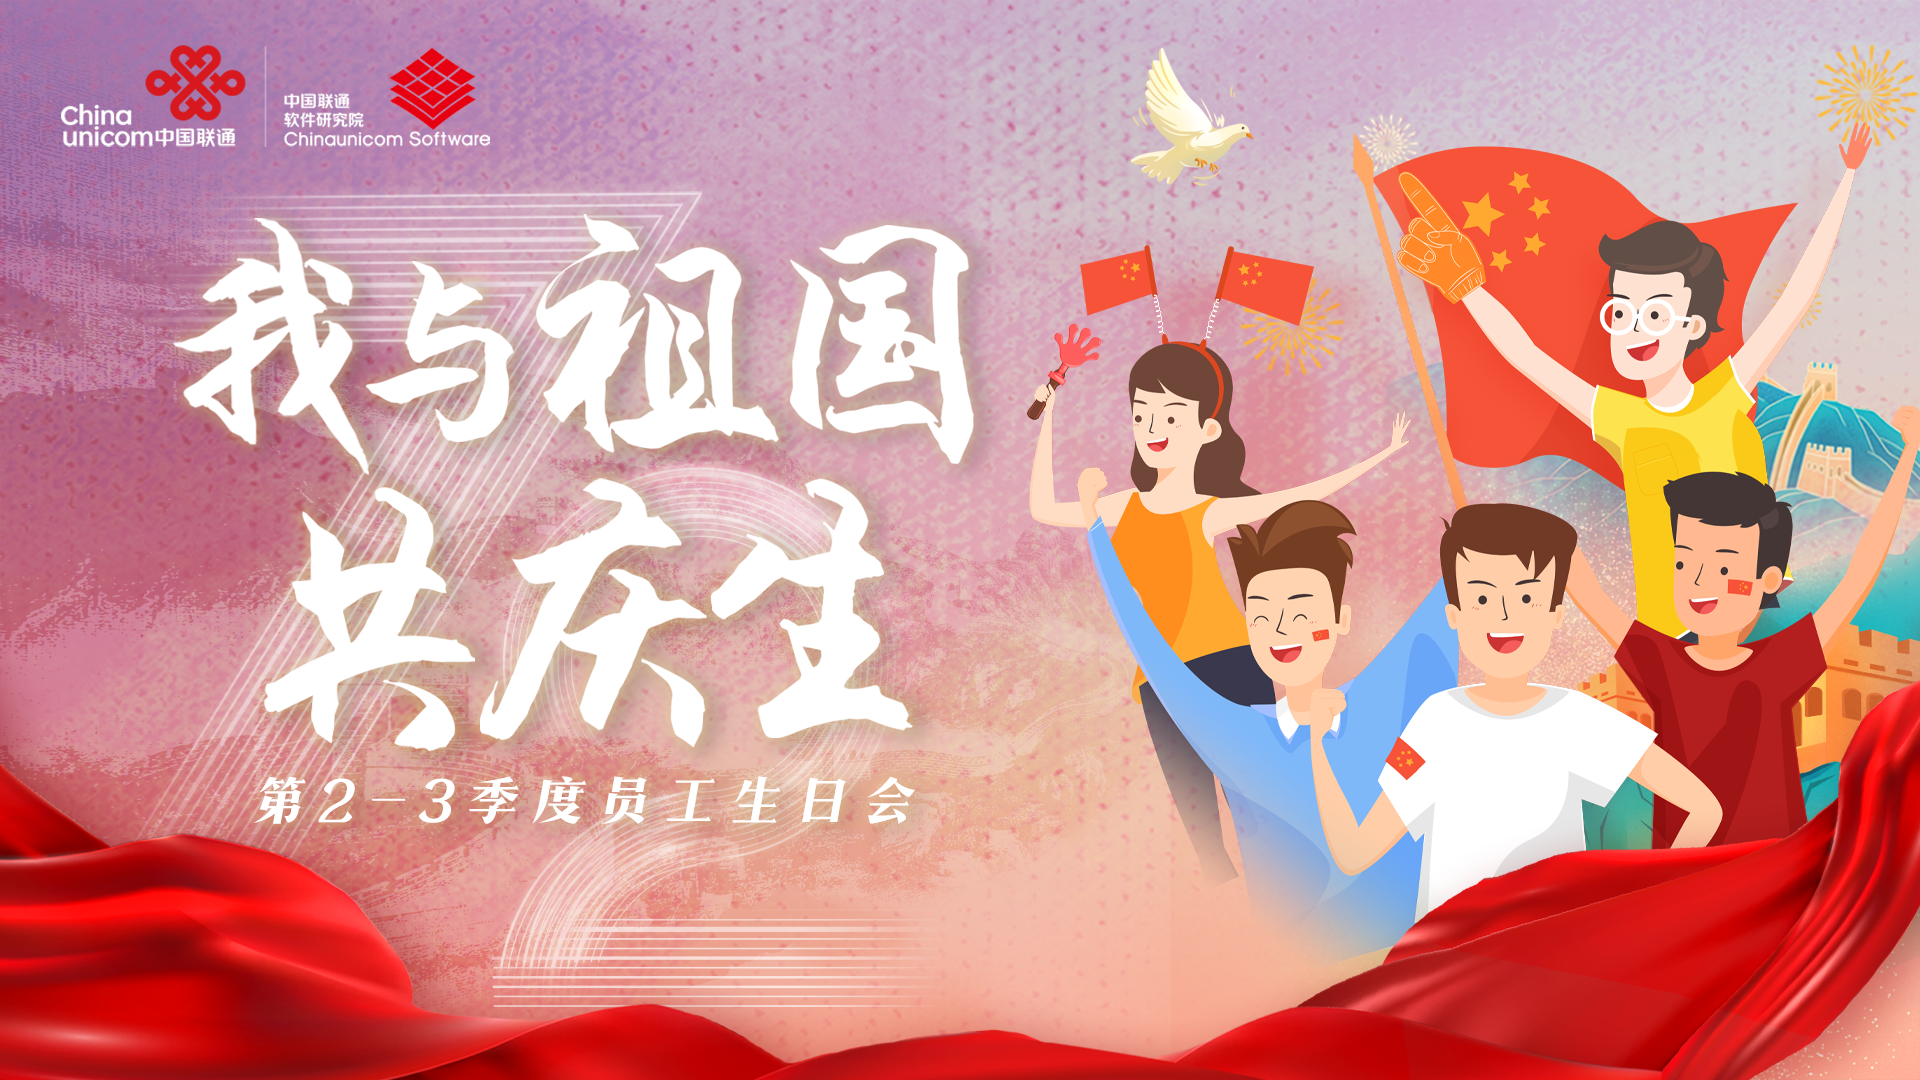 China
unicom中国联通
中国联通
软件研究院
Chinaunicom Software
我与祖国
共庆生
第2-3季度员工生日会
72